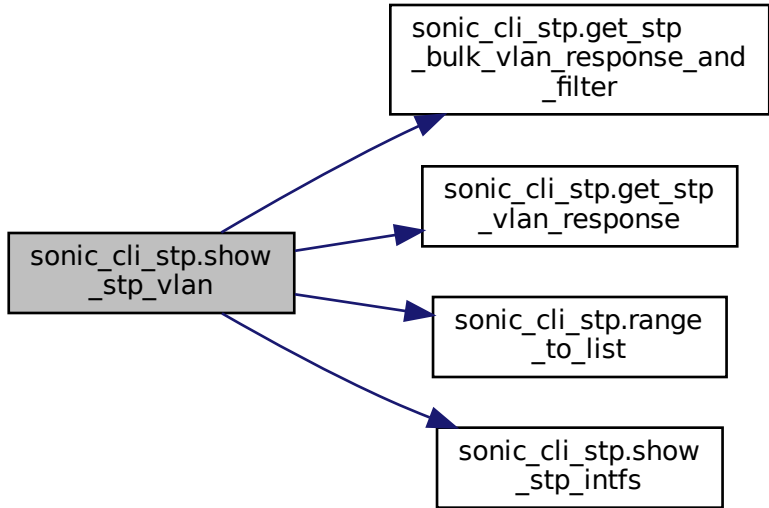 sonic_cli_stp.get_stp
_bulk_vlan_response_and
_filter
sonic_cli_stp.get_stp
_vlan_response
sonic_cli_stp.show
_stp_vlan
sonic_cli_stp.range
_to_list
sonic_cli_stp.show
_stp_intfs